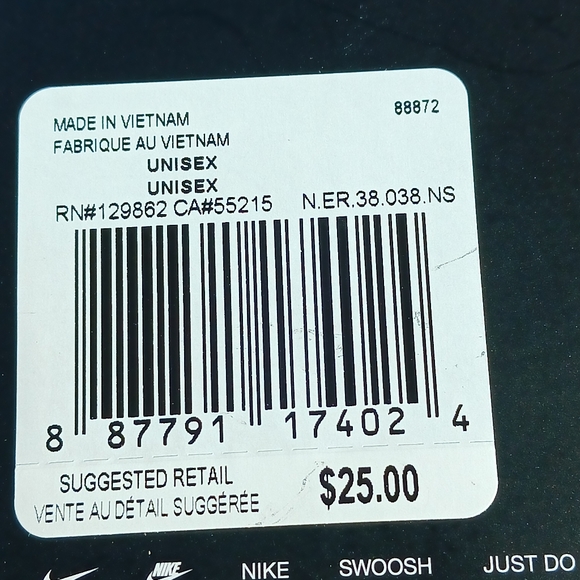 88872
MADE IN VIETNAM
FABRIQUE AU VIETNAM
UNISEX
UNISEX
RN#129862 CA#55215 N.ER.38.038.NS
8 87791 17402 4
SUGGESTED RETAIL $25.00
VENTE AU DÉTAIL SUGGÉRÉE
NIKE NIKE SWOOSH JUST DO